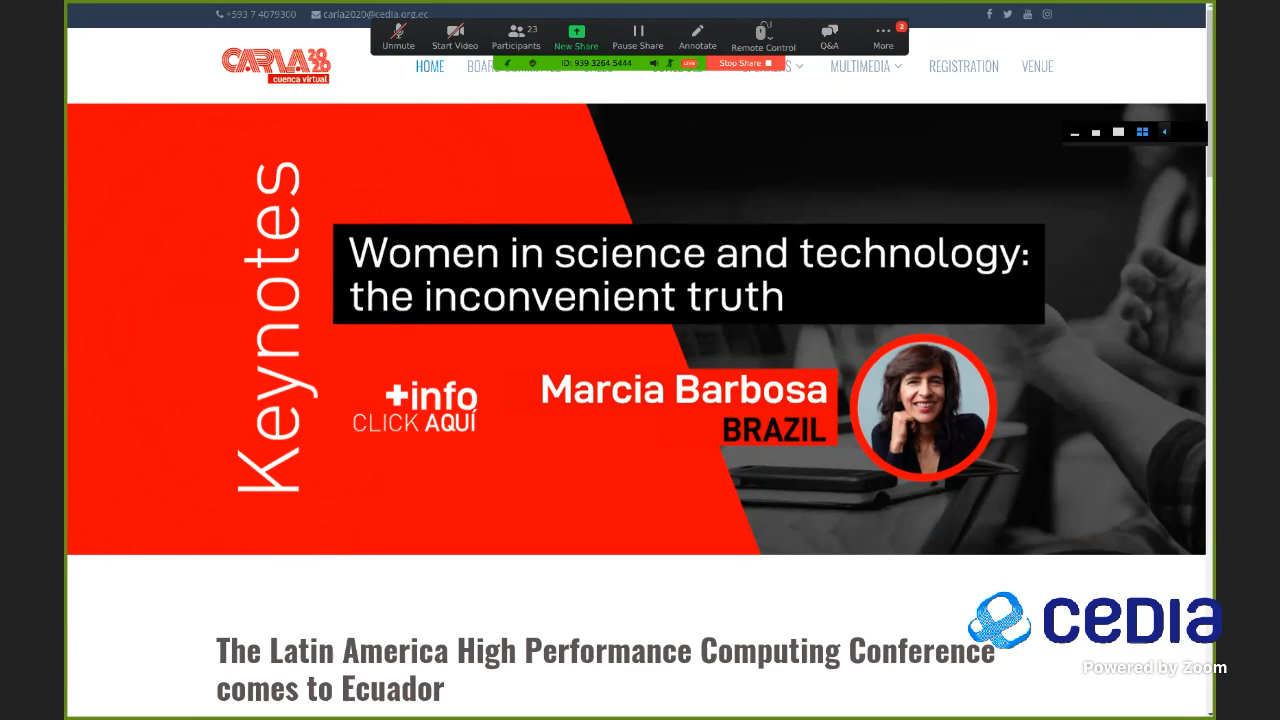 +593 7 4079300
carla2020@cedia.org.ec
Unmute
Start Video
23
Participants
New Share
Pause Share
Annotate
Remote Control
Q&A
2
More
ID: 939 3264 5444
LIVE
Stop Share
CARLA 2020
cuenca virtual
HOME
MULTIMEDIA
REGISTRATION
VENUE
Keynotes
Women in science and technology:
the inconvenient truth
+info
CLICK AQUÍ
Marcia Barbosa
BRAZIL
The Latin America High Performance Computing Conference
comes to Ecuador
CEDIA
Powered by Zoom